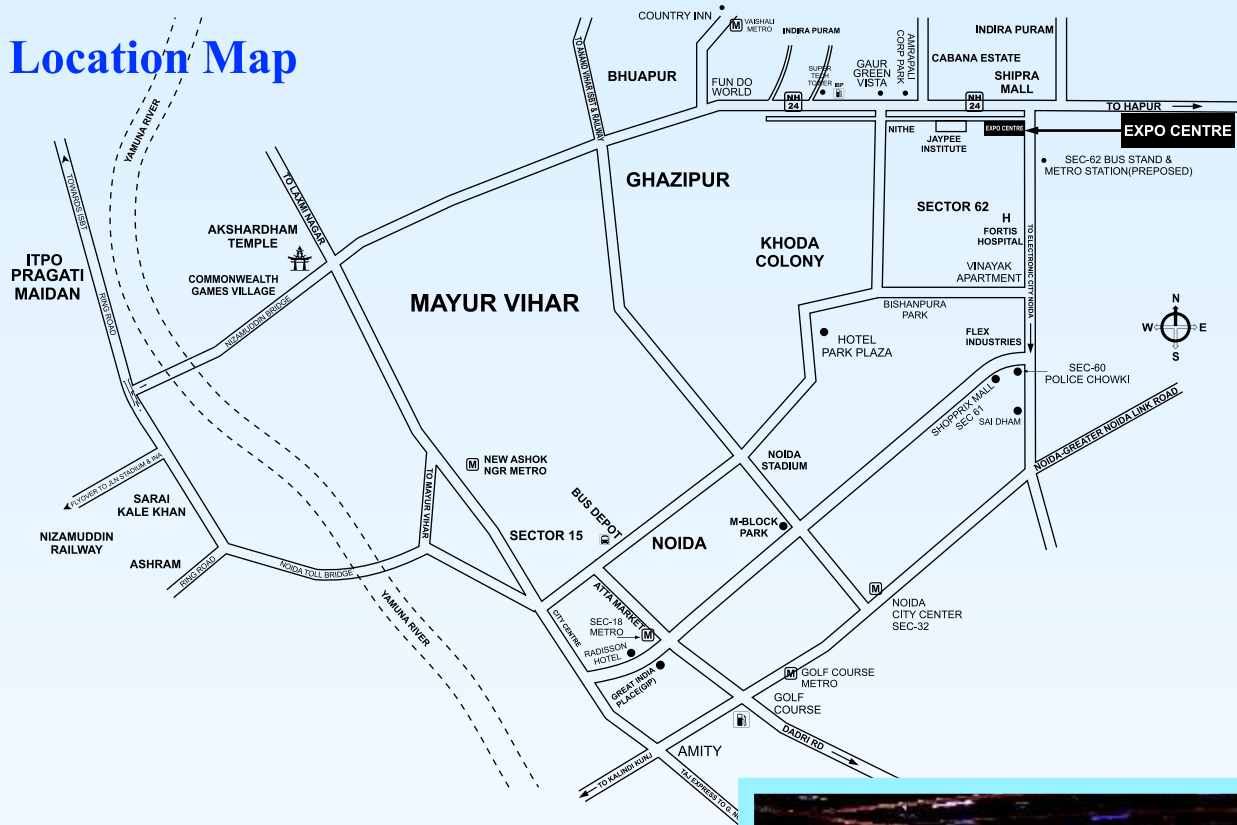 Location Map
COUNTRY INN
M
VAISHALI
METRO
INDIRA PURAM
AMRAPALI
CORP PARK
INDIRA PURAM
CABANA ESTATE
SHIPRA
MALL
BHUAPUR
FUN DO
WORLD
SUPER
TECH
TOWER
IBP
GAUR
GREEN
VISTA
NH
24
NH
24
TO HAPUR
TO ANAND VIHAR ISBT & RAILWAY
YAMUNA RIVER
NITHE
JAYPEE
INSTITUTE
EXPO CENTRE
EXPO CENTRE
SEC-62 BUS STAND &
METRO STATION(PREPOSED)
TOWARDS ISBT
TO LAXMI NAGAR
GHAZIPUR
SECTOR 62
H
FORTIS
HOSPITAL
TO ELECTRONIC CITY NOIDA
AKSHARDHAM
TEMPLE
COMMONWEALTH
GAMES VILLAGE
ITPO
PRAGATI
MAIDAN
RING ROAD
NIZAMUDDIN BRIDGE
KHODA
COLONY
VINAYAK
APARTMENT
MAYUR VIHAR
BISHANPURA
PARK
N
W
E
S
HOTEL
PARK PLAZA
FLEX
INDUSTRIES
SEC-60
POLICE CHOWKI
SHOPPRIX MALL
SEC 61
SAI DHAM
NOIDA-GREATER NOIDA LINK ROAD
FLYOVER TO JLN STADIUM & INA
SARAI
KALE KHAN
NIZAMUDDIN
RAILWAY
ASHRAM
RING ROAD
NOIDA TOLL BRIDGE
TO MAYUR VIHAR
M
NEW ASHOK
NGR METRO
NOIDA
STADIUM
BUS DEPOT
SECTOR 15
NOIDA
M-BLOCK
PARK
YAMUNA RIVER
CITY CENTRE
ATTA MARKET
SEC-18
METRO
M
RADISSON
HOTEL
GREAT INDIA
PLACE(GIP)
M
NOIDA
CITY CENTER
SEC-32
M
GOLF COURSE
METRO
GOLF
COURSE
DADRI RD
AMITY
TO KALINDI KUNJ
TAJ EXPRESS TO G. N